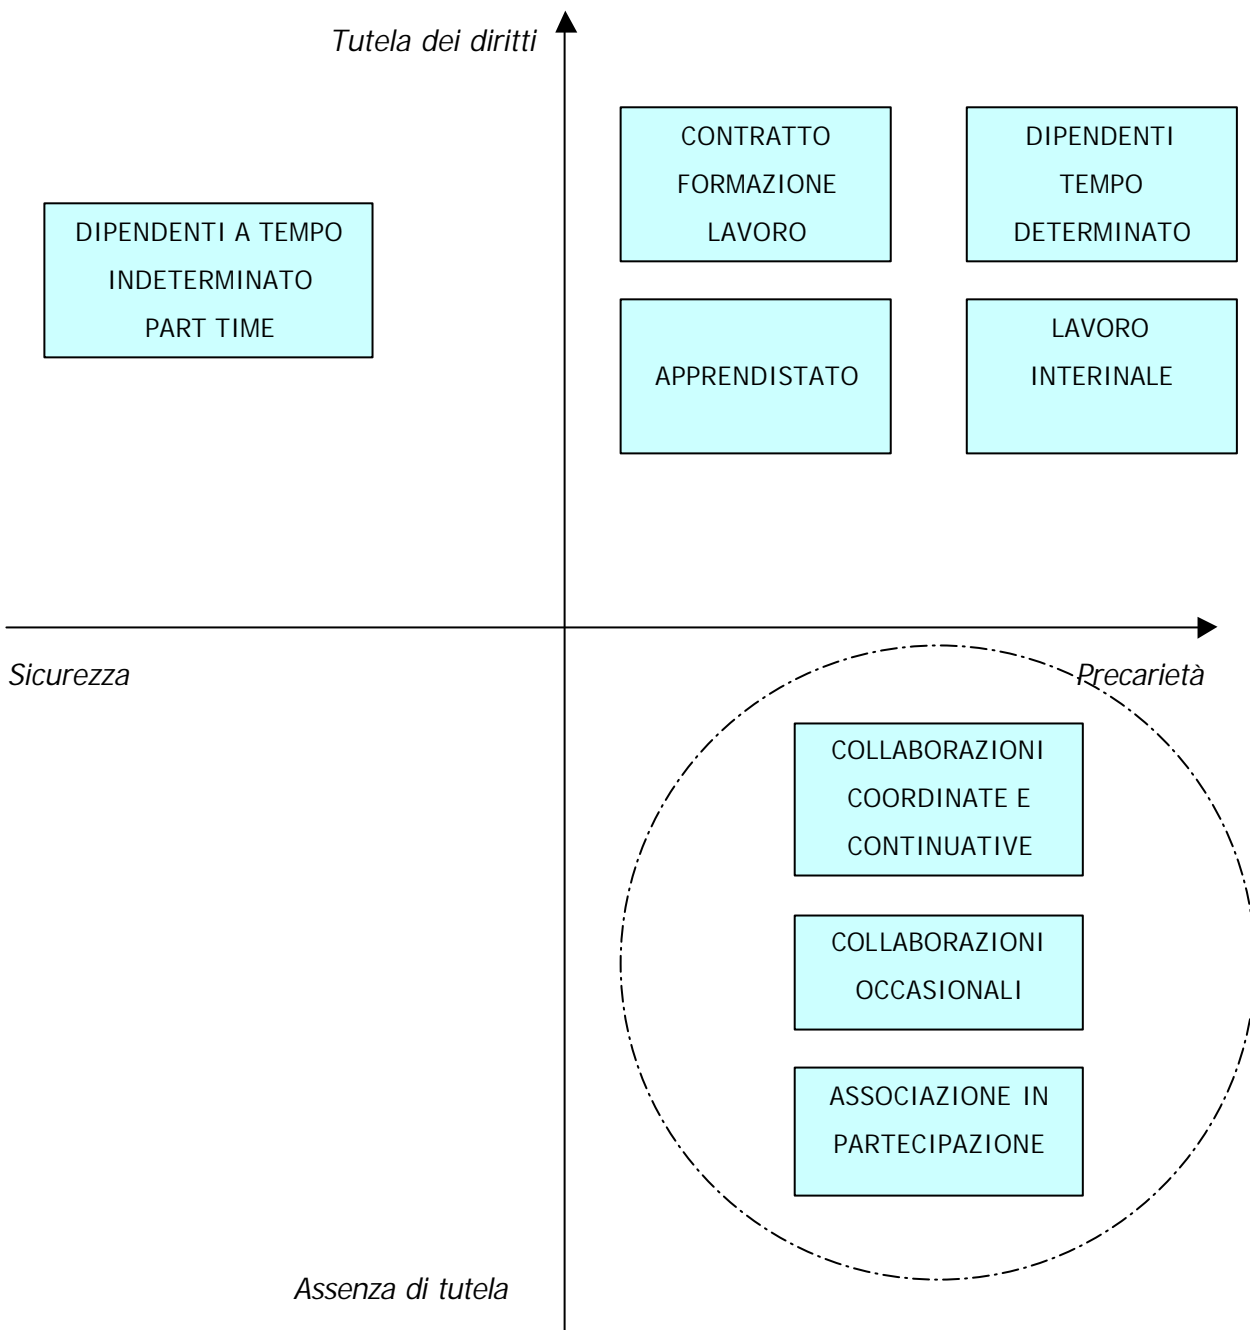 Tutela dei diritti
CONTRATTO
FORMAZIONE
LAVORO
DIPENDENTI
TEMPO
DETERMINATO
DIPENDENTI A TEMPO
INDETERMINATO
PART TIME
APPRENDISTATO
LAVORO
INTERINALE
Sicurezza
Precarietà
COLLABORAZIONI
COORDINATE E
CONTINUATIVE
COLLABORAZIONI
OCCASIONALI
ASSOCIAZIONE IN
PARTECIPAZIONE
Assenza di tutela